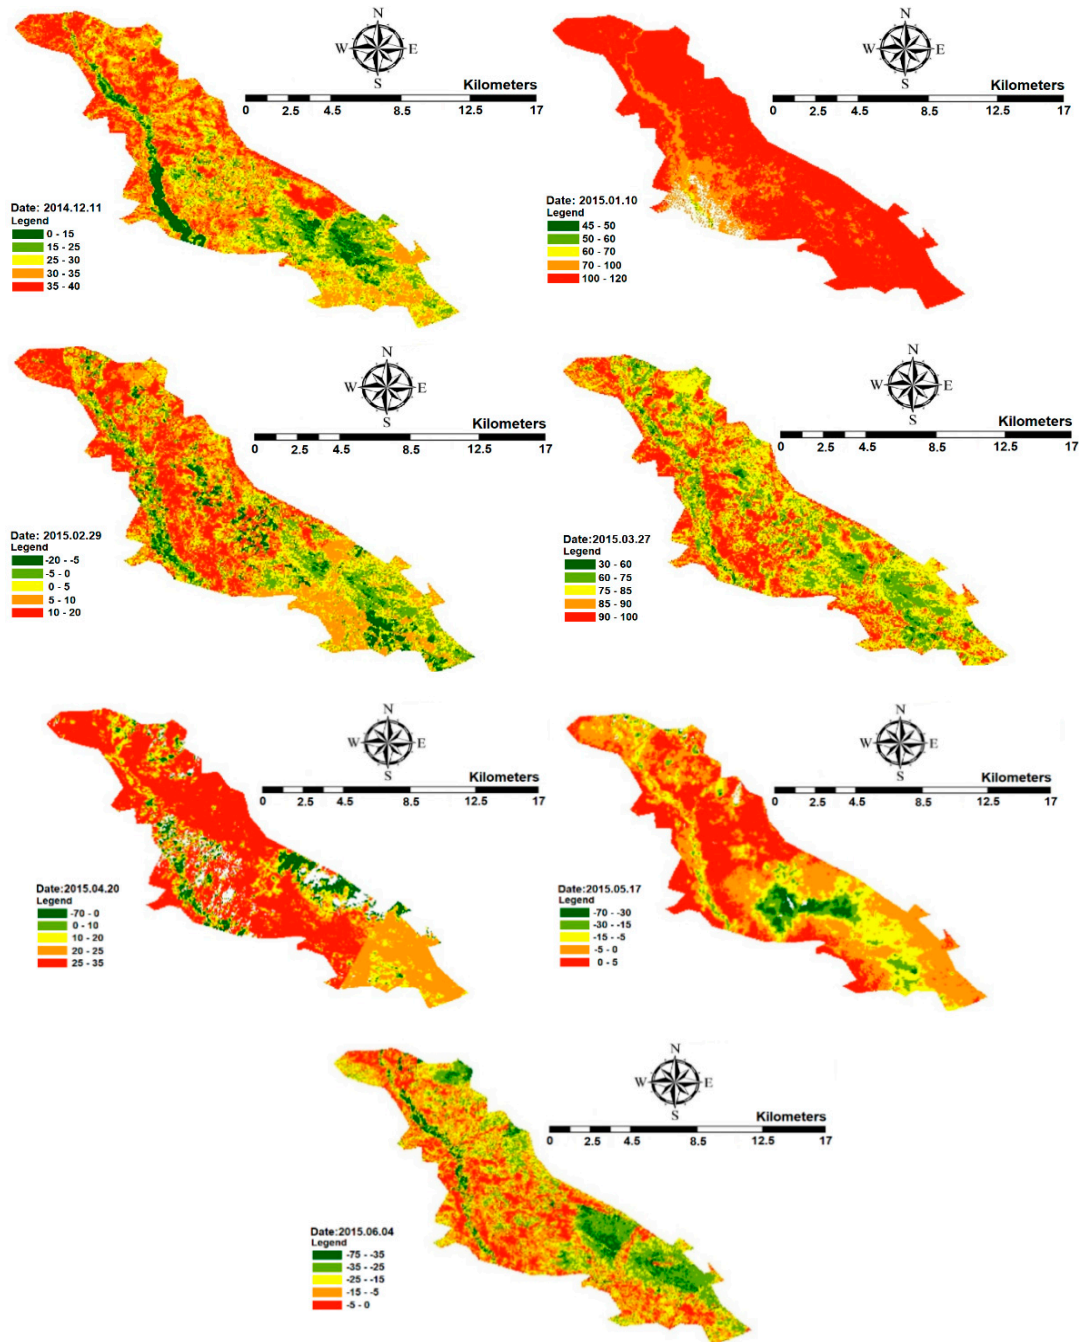 N
W E
S
Kilometers
0 2.5 4.5 8.5 12.5 17
Date: 2014.12.11
Legend
0 - 15
15 - 25
25 - 30
30 - 35
35 - 40
N
W E
S
Kilometers
0 2.5 4.5 8.5 12.5 17
Date: 2015.01.10
Legend
45 - 50
50 - 60
60 - 70
70 - 100
100 - 120
N
W E
S
Kilometers
0 2.5 4.5 8.5 12.5 17
Date: 2015.02.29
Legend
-20 - -5
-5 - 0
0 - 5
5 - 10
10 - 20
N
W E
S
Kilometers
0 2.5 4.5 8.5 12.5 17
Date:2015.03.27
Legend
30 - 60
60 - 75
75 - 85
85 - 90
90 - 100
N
W E
S
Kilometers
0 2.5 4.5 8.5 12.5 17
Date:2015.04.20
Legend
-70 - 0
0 - 10
10 - 20
20 - 25
25 - 35
N
W E
S
Kilometers
0 2.5 4.5 8.5 12.5 17
Date:2015.05.17
Legend
-70 - -30
-30 - -15
-15 - -5
-5 - 0
0 - 5
N
W E
S
Kilometers
0 2.5 4.5 8.5 12.5 17
Date:2015.06.04
Legend
-75 - -35
-35 - -25
-25 - -15
-15 - -5
-5 - 0